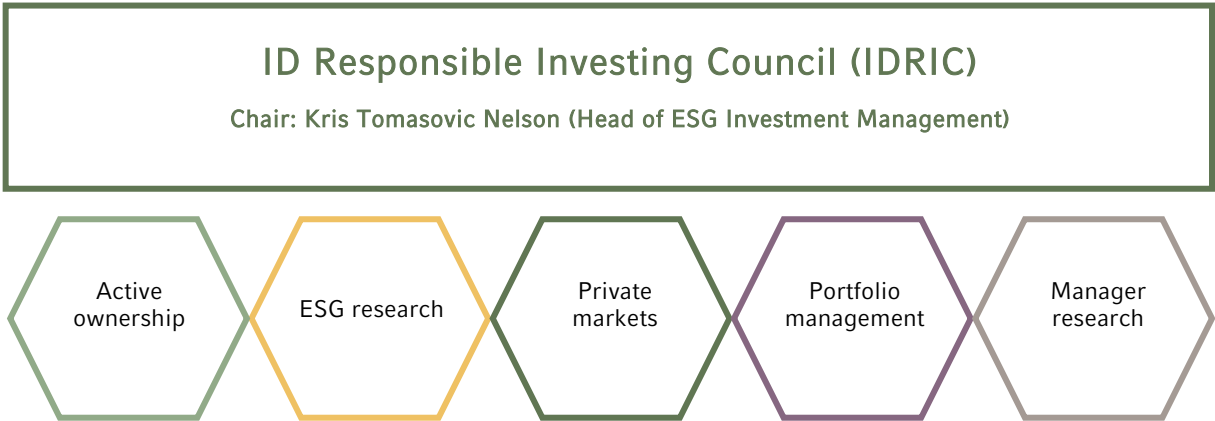 ID Responsible Investing Council (IDRIC)
Chair: Kris Tomasovic Nelson (Head of ESG Investment Management)
Active
ownership
ESG research
Private
markets
Portfolio
management
Manager
research